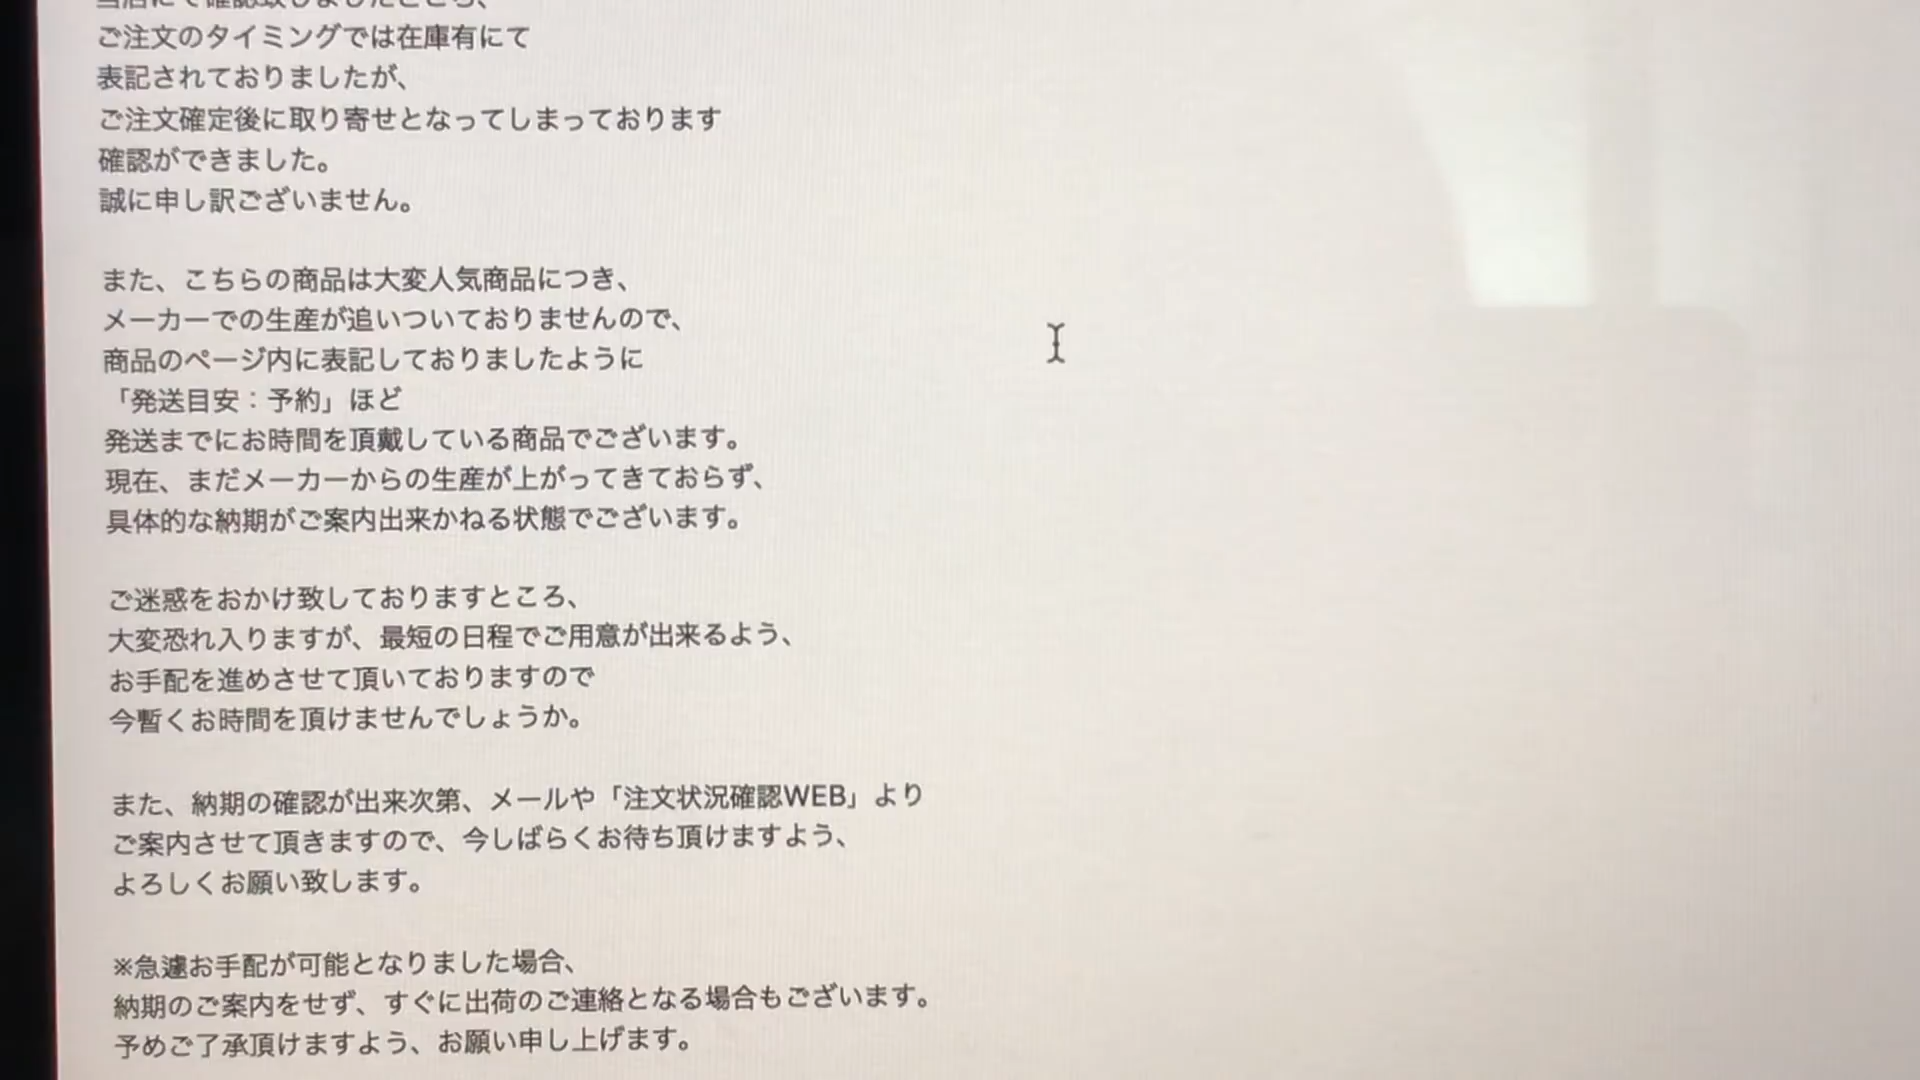 当店にて確認致しましたところ、
ご注文のタイミングでは在庫有にて
表記されておりましたが、
ご注文確定後に取り寄せとなってしまっております
確認ができました。
誠に申し訳ございません。
また、こちらの商品は大変人気商品につき、
メーカーでの生産が追いついておりませんので、
商品のページ内に表記しておりましたように
「発送目安：予約」ほど
発送までにお時間を頂戴している商品でございます。
現在、まだメーカーからの生産が上がってきておらず、
具体的な納期がご案内出来かねる状態でございます。
ご迷惑をおかけ致しておりますところ、
大変恐れ入りますが、最短の日程でご用意が出来るよう、
お手配を進めさせて頂いておりますので
今暫くお時間を頂けませんでしょうか。
また、納期の確認が出来次第、メールや「注文状況確認WEB」より
ご案内させて頂きますので、今しばらくお待ち頂けますよう、
よろしくお願い致します。
※急遽お手配が可能となりました場合、
納期のご案内をせず、すぐに出荷のご連絡となる場合もございます。
予めご了承頂けますよう、お願い申し上げます。